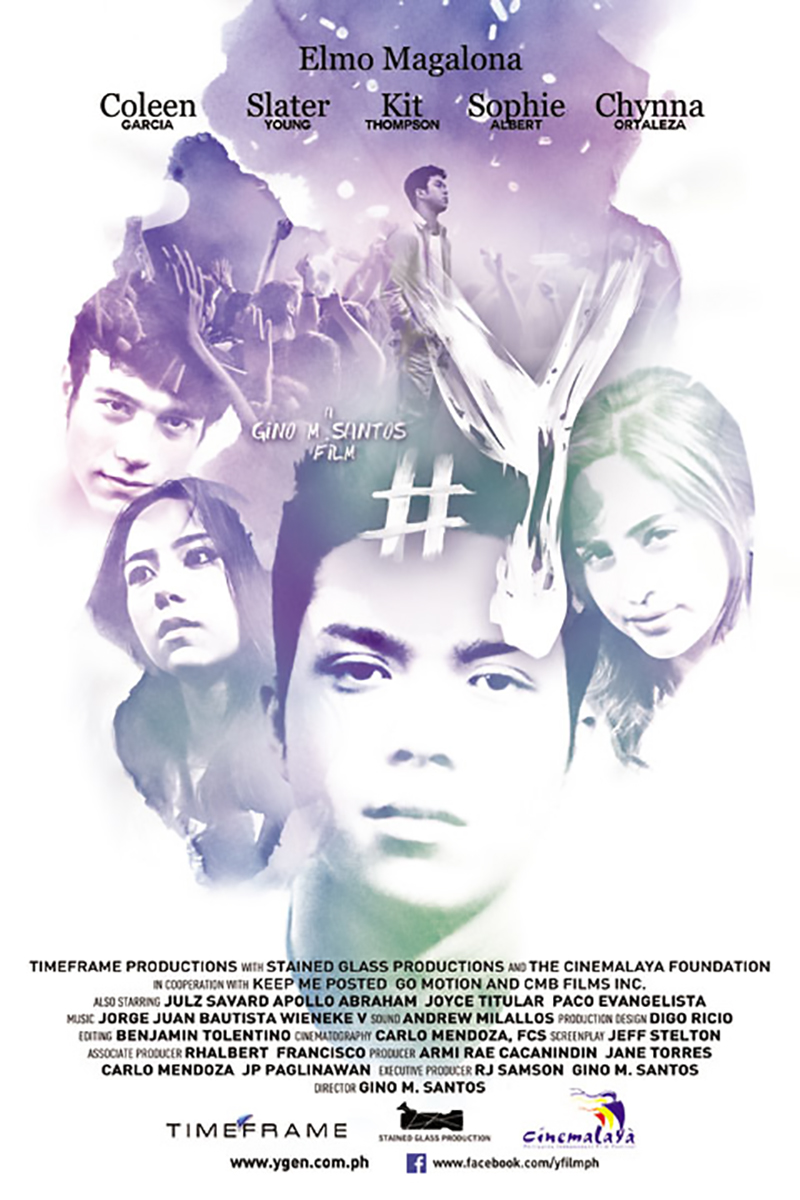 Elmo Magalona
Coleen Slater Kit Sophie Chynna
GARCIA YOUNG THOMPSON ALBERT ORTALEZA
A
GINO M. SANTOS
FILM
#Y
TIMEFRAME PRODUCTIONS WITH STAINED GLASS PRODUCTIONS AND THE CINEMALAYA FOUNDATION
IN COOPERATION WITH KEEP ME POSTED GO MOTION AND CMB FILMS INC.
ALSO STARRING JULZ SAVARD APOLLO ABRAHAM JOYCE TITULAR PACO EVANGELISTA
MUSIC JORGE JUAN BAUTISTA WIENEKE V SOUND ANDREW MILALLOS PRODUCTION DESIGN DIGO RICIO
EDITING BENJAMIN TOLENTINO CINEMATOGRAPHY CARLO MENDOZA, FCS SCREENPLAY JEFF STELTON
ASSOCIATE PRODUCER RHALBERT FRANCISCO PRODUCER ARMI RAE CACANINDIN JANE TORRES
CARLO MENDOZA JP PAGLINAWAN EXECUTIVE PRODUCER RJ SAMSON GINO M. SANTOS
DIRECTOR GINO M. SANTOS
TIMEFRAME STAINED GLASS PRODUCTION Cinemalaya
Philippine Independent Film Festival
www.ygen.com.ph f www.facebook.com/yfilmph